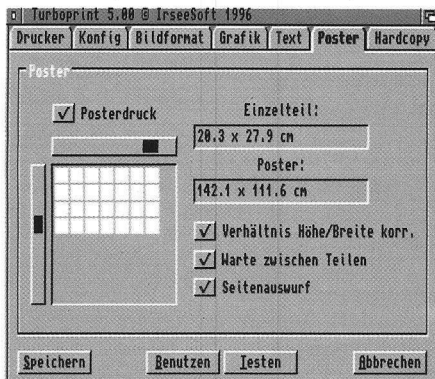 Turboprint 5.00 © IrseeSoft 1996
Drucker Konfig Bildformat Grafik Text Poster Hardcopy
Poster
Posterdruck
Einzelteil:
20.3 x 27.9 cm
Poster:
142.1 x 111.6 cm
Verhältnis Höhe/Breite korr.
Warte zwischen Teilen
Seitenauswurf
Speichern Benutzen Testen Abbrechen